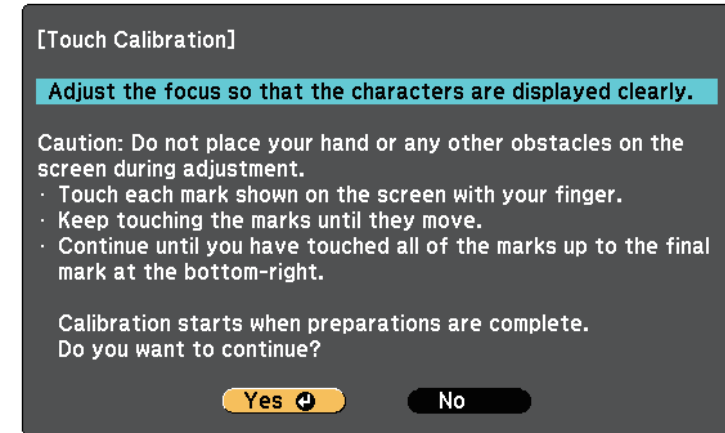 [Touch Calibration]
Adjust the focus so that the characters are displayed clearly.
Caution: Do not place your hand or any other obstacles on the
screen during adjustment.
· Touch each mark shown on the screen with your finger.
· Keep touching the marks until they move.
· Continue until you have touched all of the marks up to the final
mark at the bottom-right.
Calibration starts when preparations are complete.
Do you want to continue?
Yes No